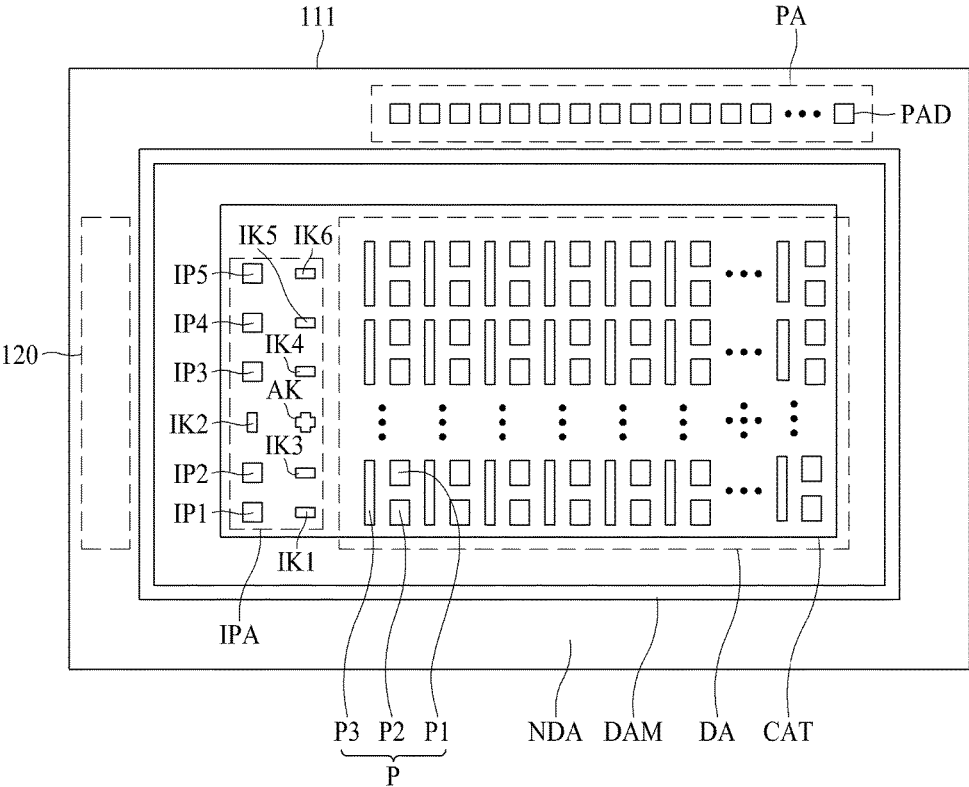 111
PA
PAD
IK5
IK6
IP5
IP4
120
IK4
IP3
AK
IK2
IK3
IP2
IP1
IK1
IPA
P3
P2
P1
NDA
DAM
DA
CAT
P